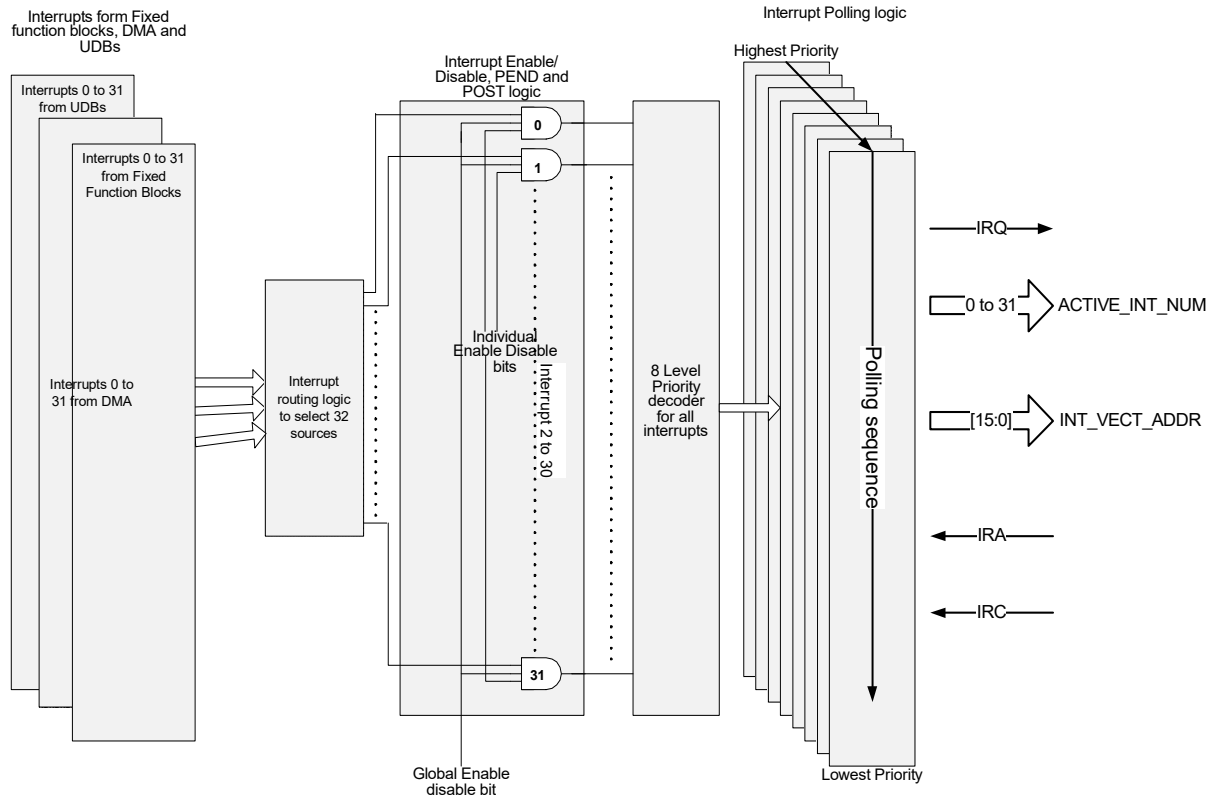 Interrupts form Fixed
function blocks, DMA and
UDBs
Interrupts 0 to 31
from UDBs
Interrupts 0 to 31
from Fixed
Function Blocks
Interrupts 0 to
31 from DMA
Interrupt
routing logic
to select 32
sources
Interrupt Enable/
Disable, PEND and
POST logic
0
1
Individual
Enable Disable
bits
Interrupt 2 to 30
31
Global Enable
disable bit
8 Level
Priority
decoder
for all
interrupts
Interrupt Polling logic
Highest Priority
Polling sequence
Lowest Priority
IRQ
0 to 31
ACTIVE_INT_NUM
[15:0]
INT_VECT_ADDR
IRA
IRC